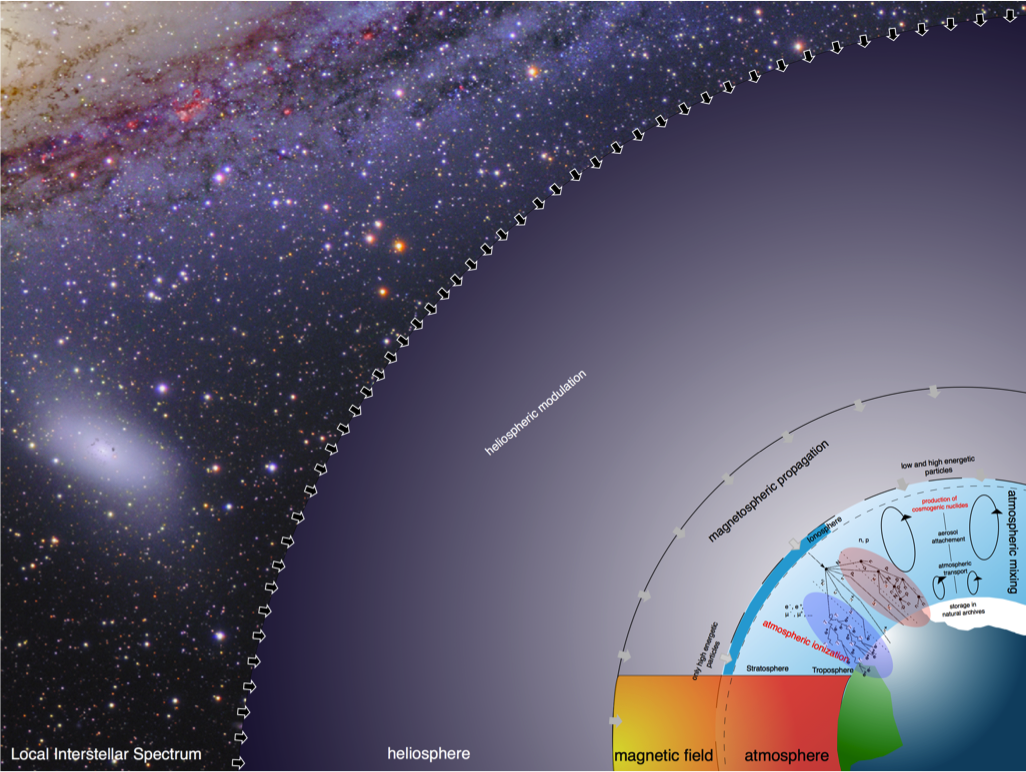 heliospheric modulation
magnetospheric propagation
low and high energetic
particles
ionosphere
production of
cosmogenic nuclides
n, p
aerosol
attachement
atmospheric
transport
storage in
natural archives
atmospheric mixing
only high energetic
particles
atmospheric ionization
Stratosphere
Troposphere
Local Interstellar Spectrum
heliosphere
magnetic field
atmosphere